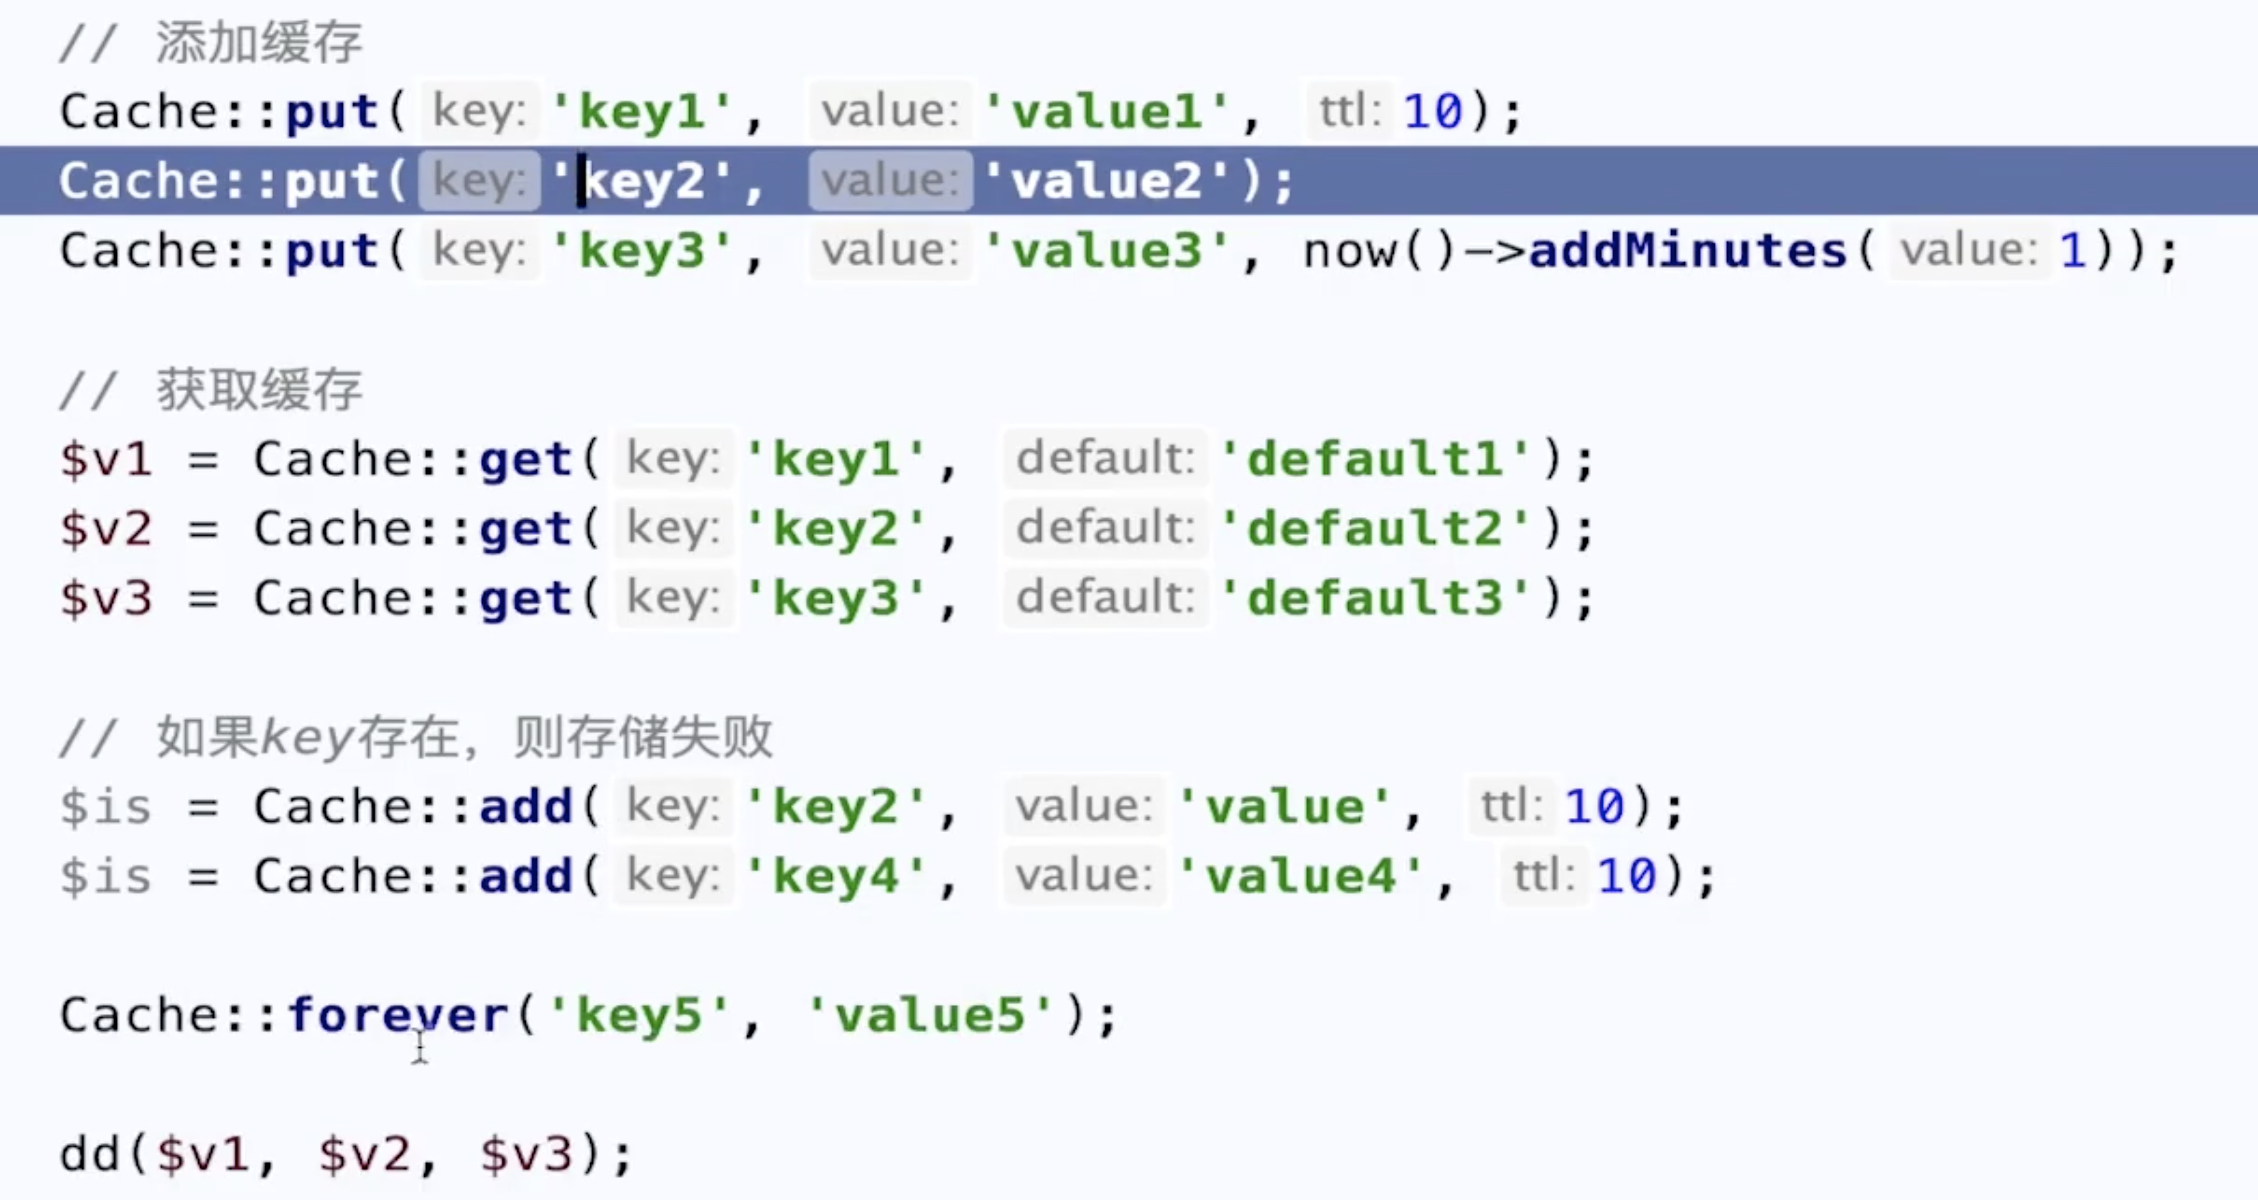 // 添加缓存
Cache::put( key: 'key1', value: 'value1', ttl: 10);
Cache::put( key: 'key2', value: 'value2');
Cache::put( key: 'key3', value: 'value3', now()->addMinutes( value: 1));
// 获取缓存
$v1 = Cache::get( key: 'key1', default: 'default1');
$v2 = Cache::get( key: 'key2', default: 'default2');
$v3 = Cache::get( key: 'key3', default: 'default3');
// 如果key存在，则存储失败
$is = Cache::add( key: 'key2', value: 'value', ttl: 10);
$is = Cache::add( key: 'key4', value: 'value4', ttl: 10);
Cache::forever('key5', 'value5');
dd($v1, $v2, $v3);